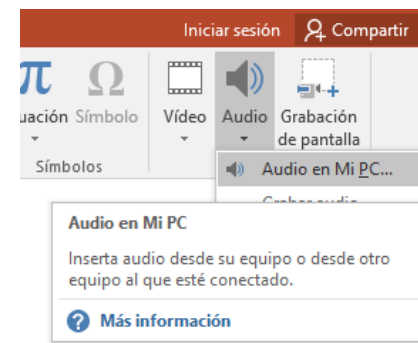 Iniciar sesión Compartir
Símbolo Vídeo Audio Grabación
de pantalla
Símbolos
Audio en Mi PC...
Audio en Mi PC
Inserta audio desde su equipo o desde otro
equipo al que esté conectado.
Más información